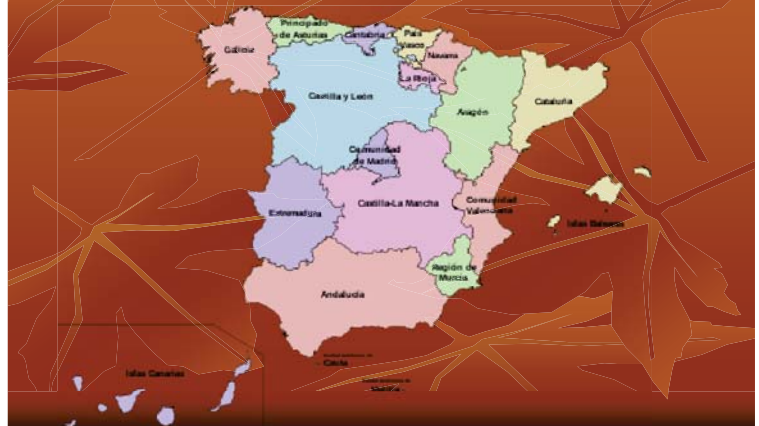 Principado
de Asturias
Cantabria
País
Vasco
Galicia
Navarra
La Rioja
Castilla y León
Aragón
Cataluña
Comunidad
de Madrid
Castilla-La Mancha
Comunidad
Valenciana
Extremadura
Islas Baleares
Región de
Murcia
Andalucía
- Ceuta
Islas Canarias
- Melilla -